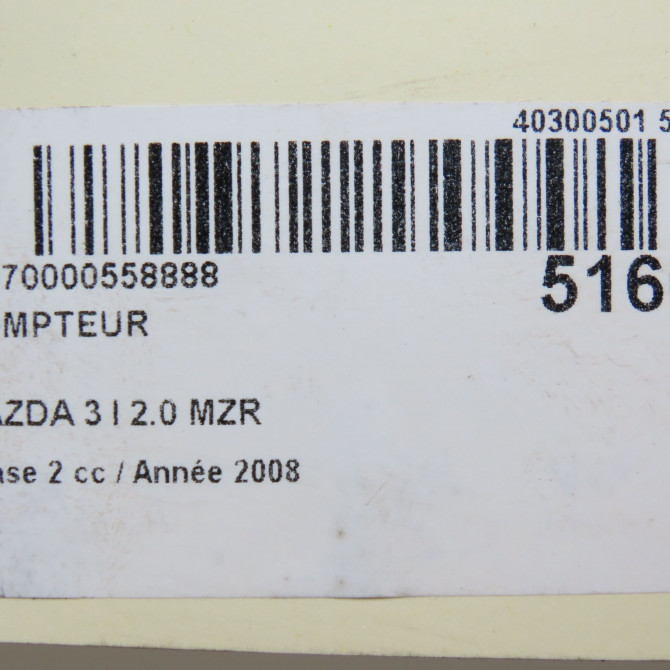 40300501 5
70000558888
516
MPTEUR
AZDA 3 I 2.0 MZR
ase 2 cc / Année 2008